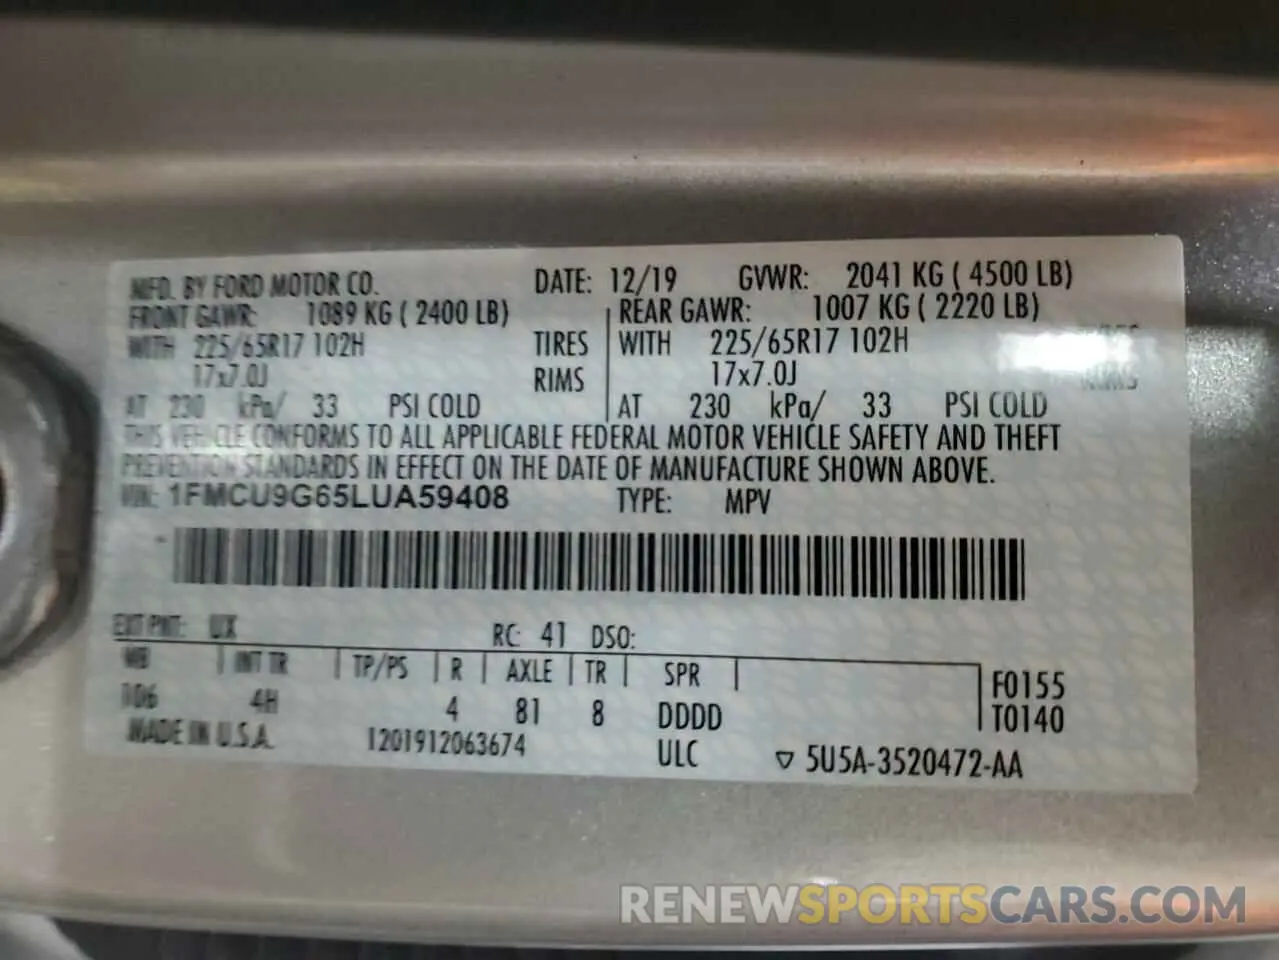 MFD. BY FORD MOTOR CO. DATE: 12/19 GVWR: 2041 KG ( 4500 LB)
FRONT GAWR: 1089 KG ( 2400 LB) REAR GAWR: 1007 KG ( 2220 LB)
WITH 225/65R17 102H TIRES WITH 225/65R17 102H TIRES
17x7.0J RIMS 17x7.0J RIMS
AT 230 kPa/ 33 PSI COLD AT 230 kPa/ 33 PSI COLD
THIS VEHICLE CONFORMS TO ALL APPLICABLE FEDERAL MOTOR VEHICLE SAFETY AND THEFT
PREVENTION STANDARDS IN EFFECT ON THE DATE OF MANUFACTURE SHOWN ABOVE.
VIN: 1FMCU9G65LUA59408 TYPE: MPV
EXT PNT: UX RC: 41 DSO:
WB INT TR TP/PS R AXLE TR SPR F0155
106 4H 4 81 8 DDDD T0140
MADE IN U.S.A. 1201912063674 ULC ▽ 5U5A-3520472-AA
RENEWSPORTSCARS.COM